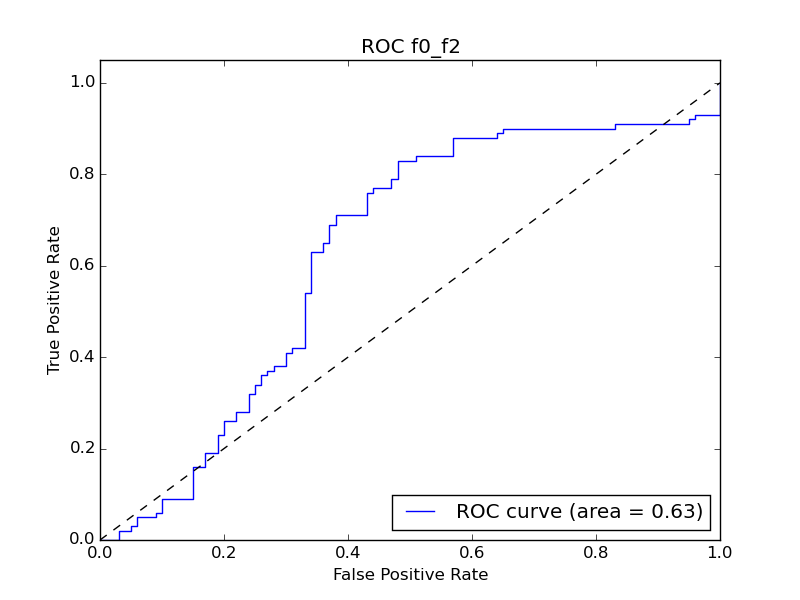 ROC f0_f2
1.0
0.8
0.6
0.4
0.2
0.0
True Positive Rate
ROC curve (area = 0.63)
0.0 0.2 0.4 0.6 0.8 1.0
False Positive Rate